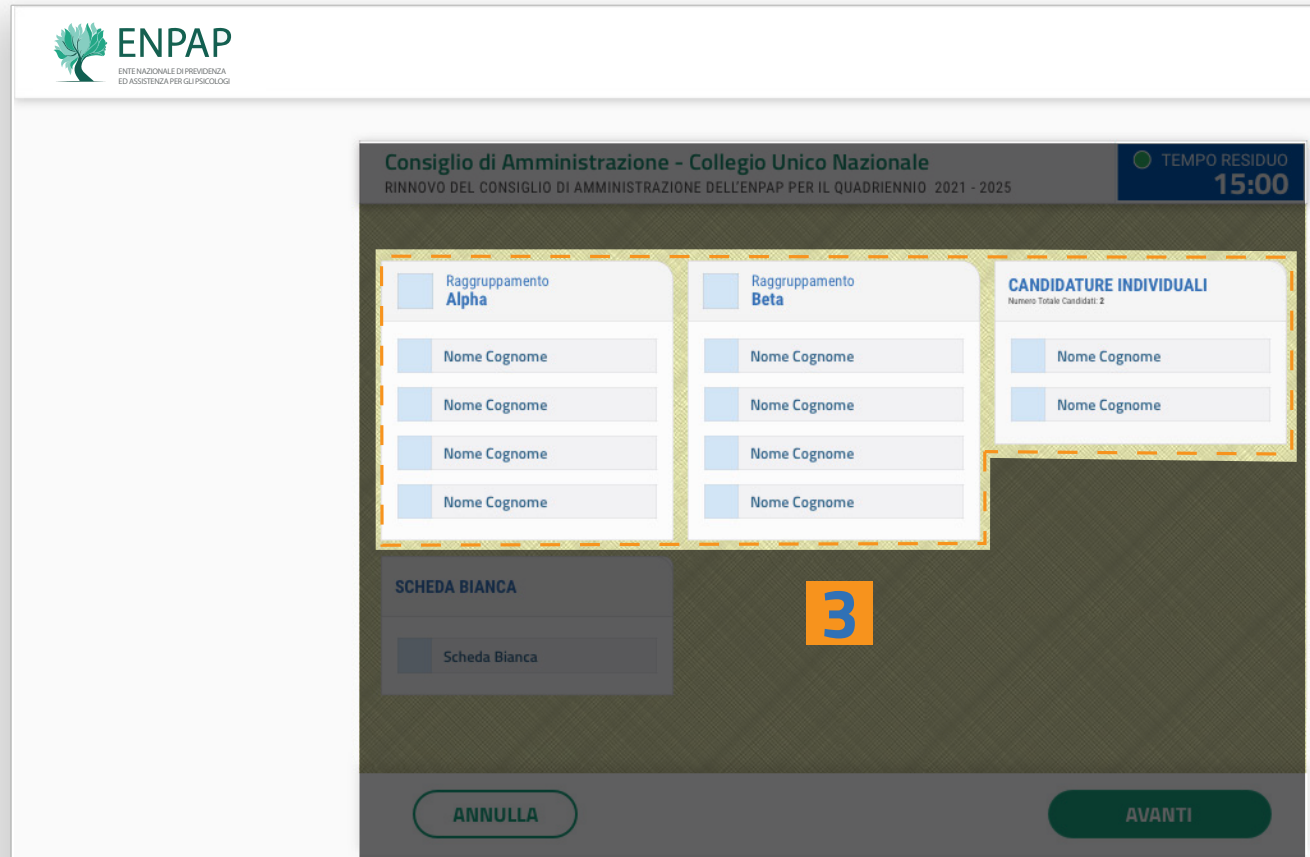 ENPAP
ENTE NAZIONALE DI PREVIDENZA
ED ASSISTENZA PER GLI PSICOLOGI
Consiglio di Amministrazione - Collegio Unico Nazionale
RINNOVO DEL CONSIGLIO DI AMMINISTRAZIONE DELL'ENPAP PER IL QUADRIENNIO 2021 - 2025
TEMPO RESIDUO
15:00
Raggruppamento
Alpha
Nome Cognome
Nome Cognome
Nome Cognome
Nome Cognome
Raggruppamento
Beta
Nome Cognome
Nome Cognome
Nome Cognome
Nome Cognome
CANDIDATURE INDIVIDUALI
Numero Totale Candidati: 2
Nome Cognome
Nome Cognome
SCHEDA BIANCA
Scheda Bianca
3
ANNULLA
AVANTI